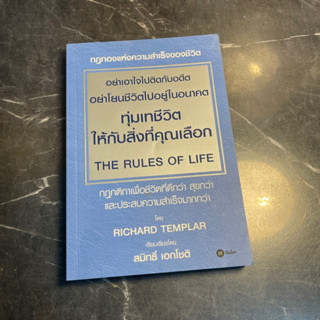 กฎทองแห่งความสำเร็จของชีวิต
อย่าเอาใจไปติดกับอดีต
อย่าโยนชีวิตไปอยู่ในอนาคต
ทุ่มเทชีวิต
ให้กับสิ่งที่คุณเลือก
THE RULES OF LIFE
กฎกติกาเพื่อชีวิตที่ดีกว่า สุขกว่า
และประสบความสำเร็จมากกว่า
โดย
RICHARD TEMPLAR
เรียบเรียงโดย
สมิทธิ์ เอกโชติ